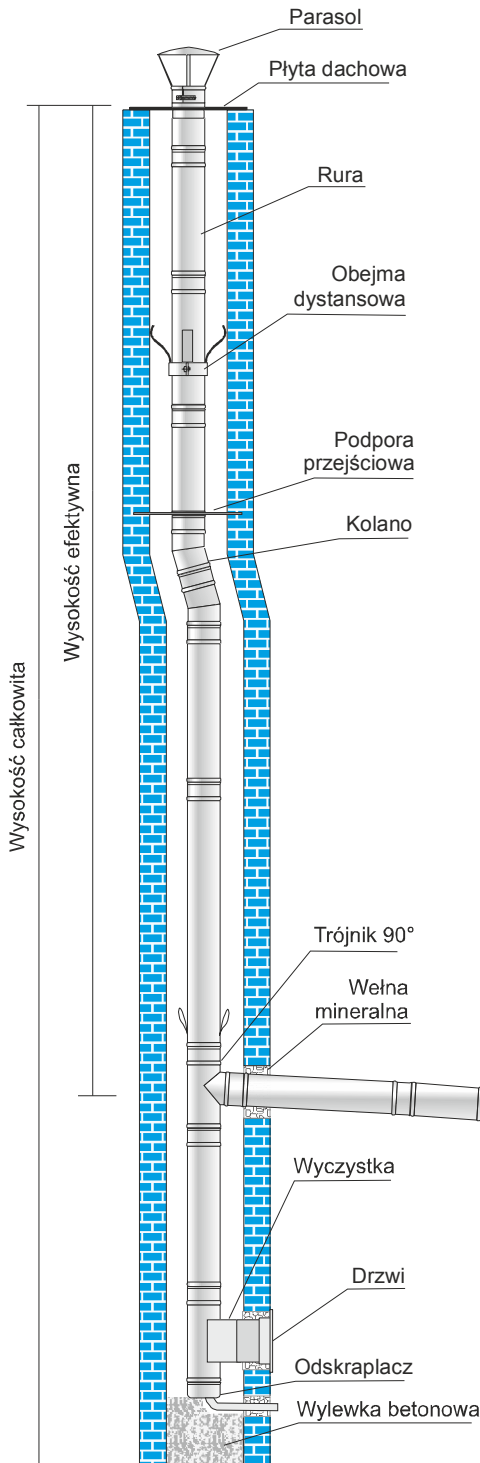 Parasol
Płyta dachowa
Rura
Obejma
dystansowa
Podpora
przejściowa
Kolano
Wysokość efektywna
Wysokość całkowita
Trójnik 90°
Wełna
mineralna
Wyczystka
Drzwi
Odskraplacz
Wylewka betonowa